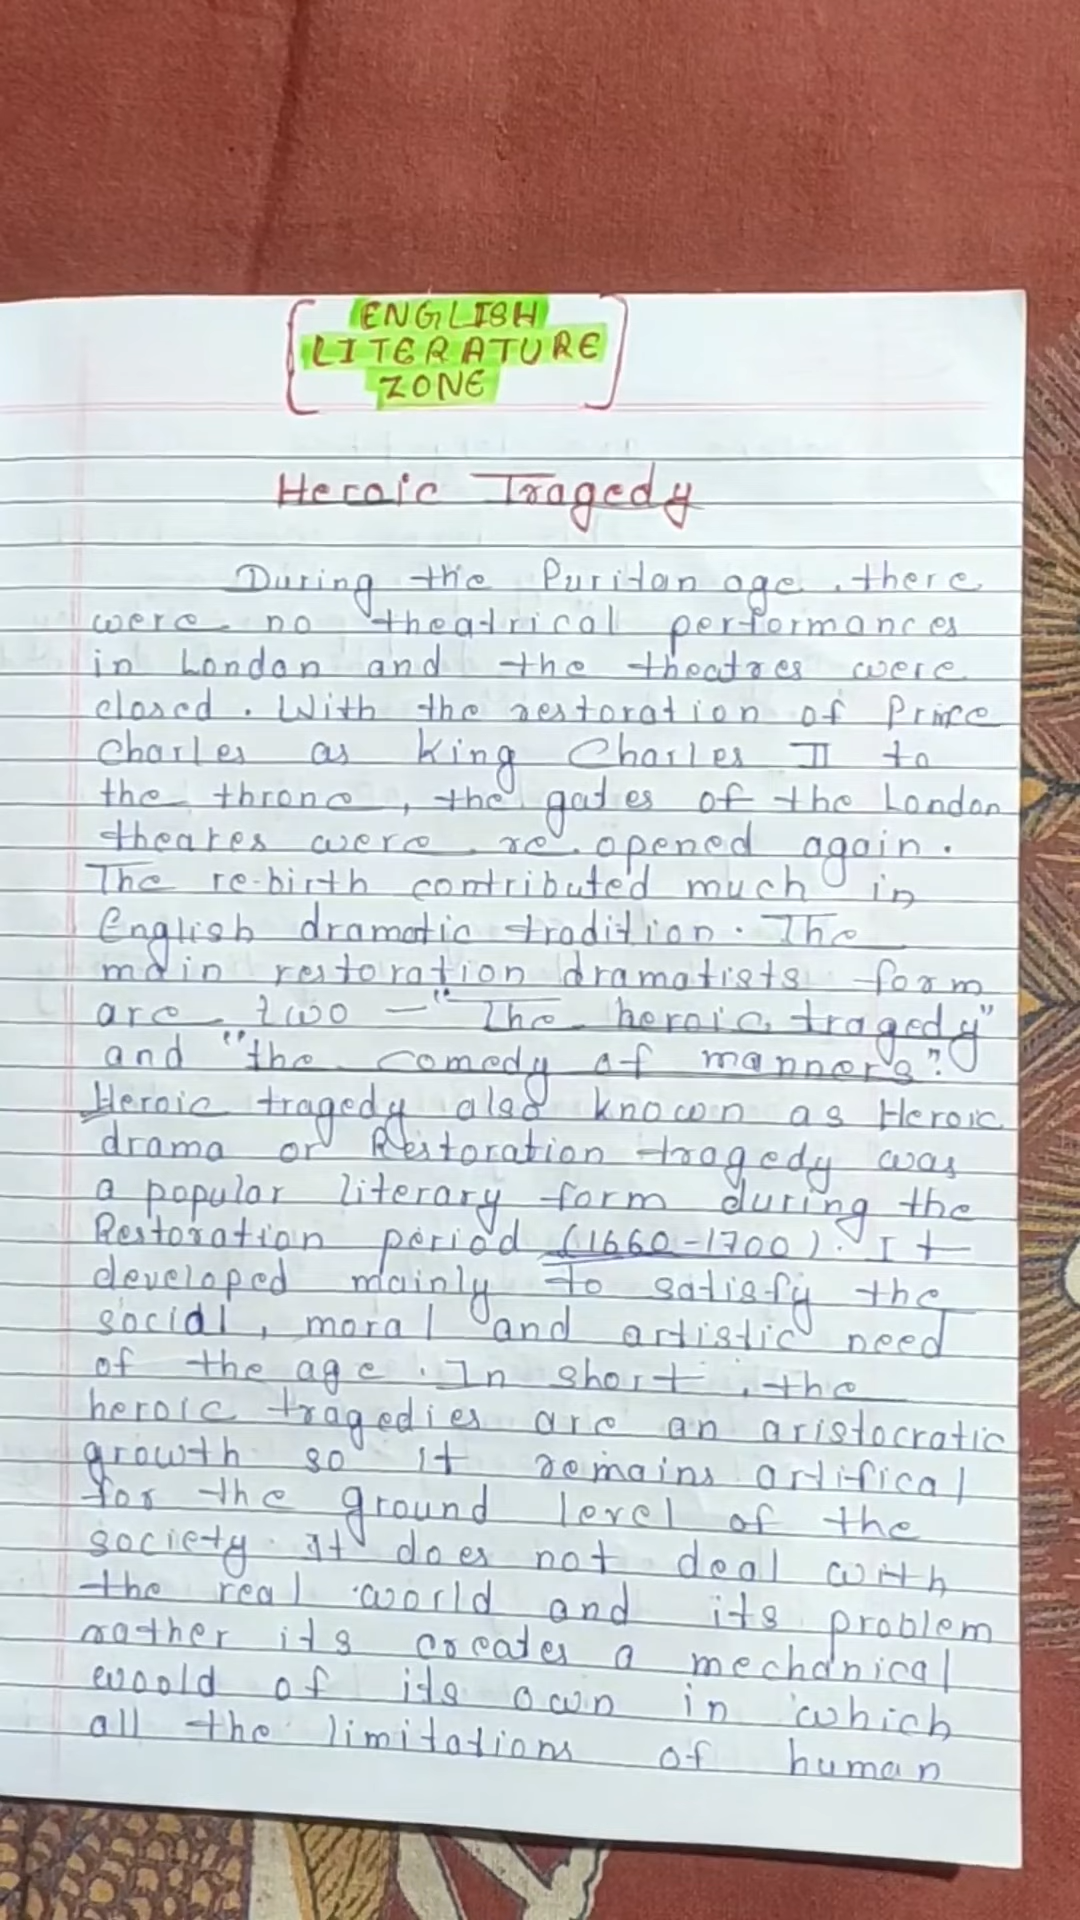 ENGLISH
LITERATURE
ZONE
Heroic Tragedy
During the Puritan age, there
were no theatrical performances
in London and the theatres were
closed. With the restoration of Prince
Charles as King Charles II to
the throne, the gates of the London
theares were re.opened again.
The re-birth contributed much in
English dramatic tradition. The
main restoration dramatists form
are two – "The heroic tragedy"
and "the comedy of manners".
Heroic tragedy also known as Heroic
drama or Restoration tragedy was
a popular literary form during the
Restoration period (1660-1700). It
developed mainly to satisfy the
social, moral and artistic need
of the age. In short, the
heroic tragedies are an aristocratic
growth so it remains artifical
for the ground level of the
society. It does not deal with
the real world and its problem
rather its creates a mechanical
woold of its own in which
all the limitations of human